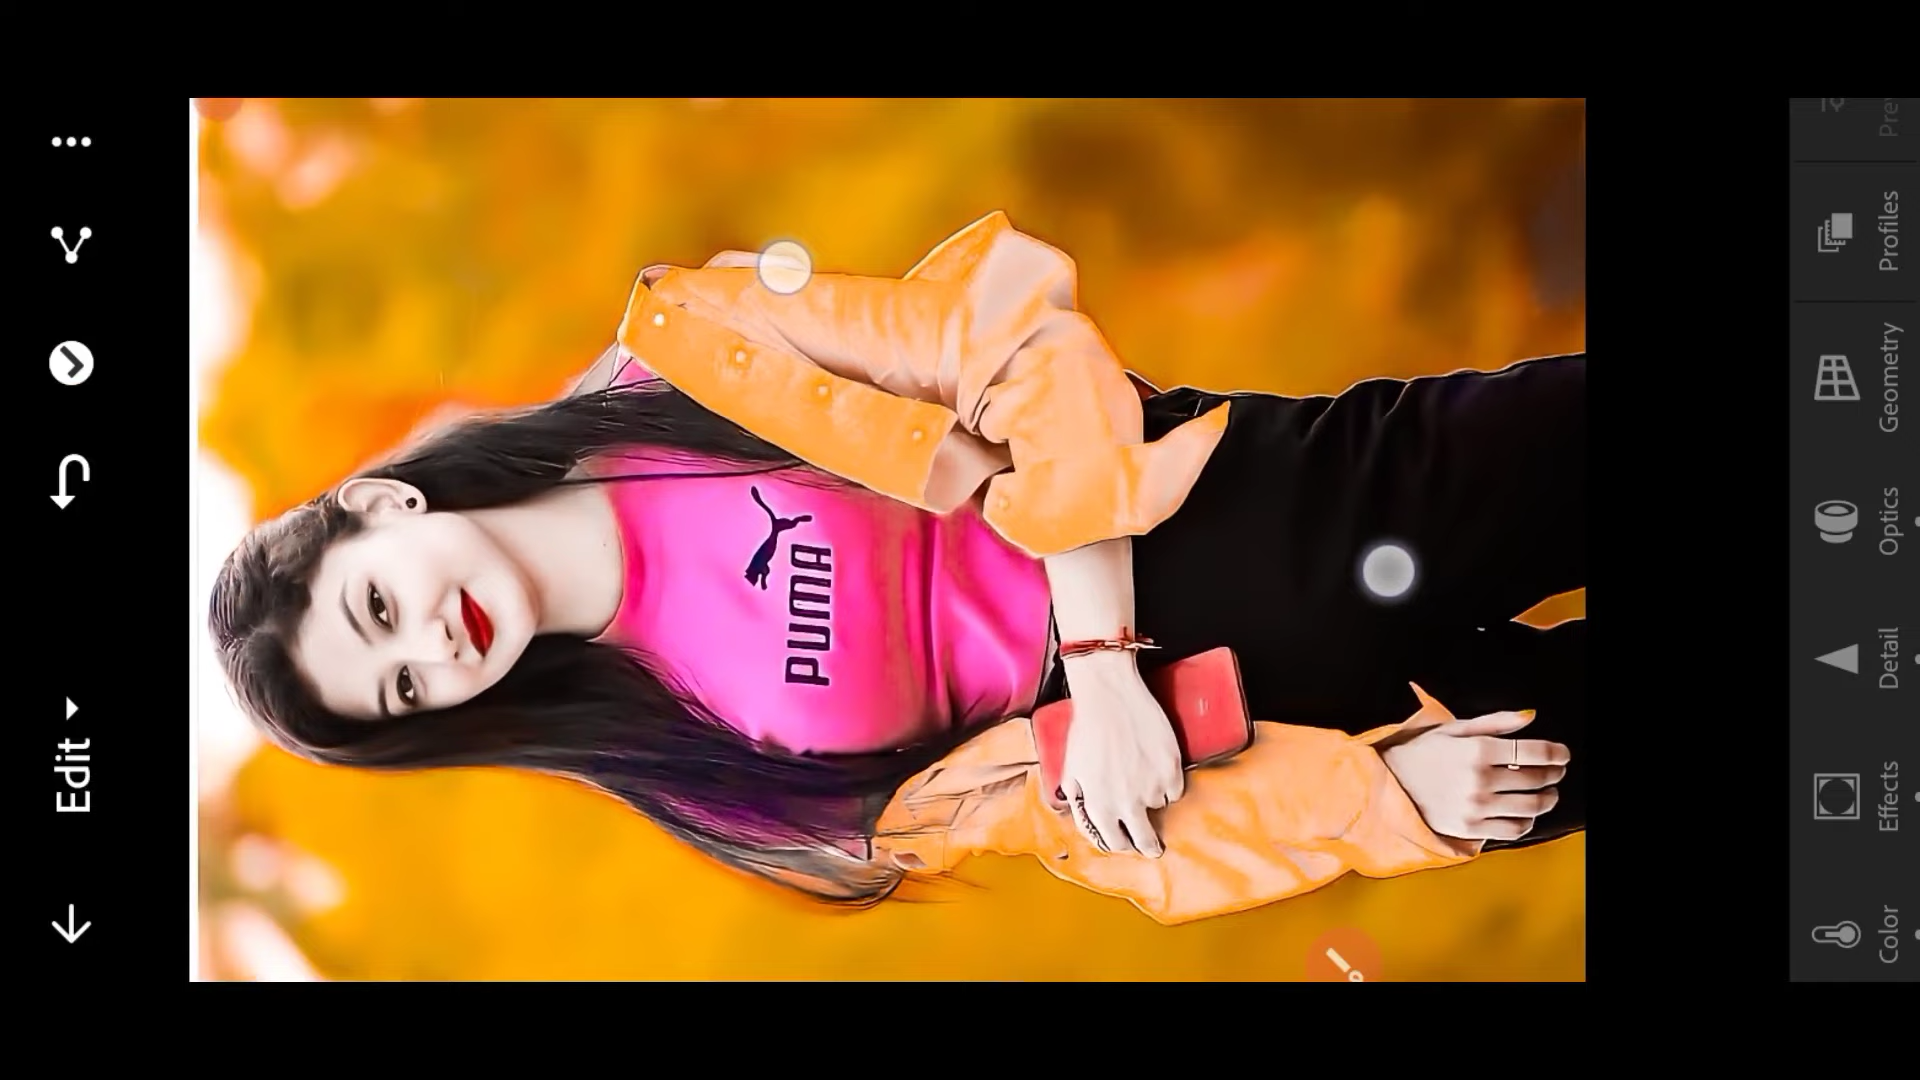 Edit
PUMA
Color
Effects
Detail
Optics
Geometry
Profiles